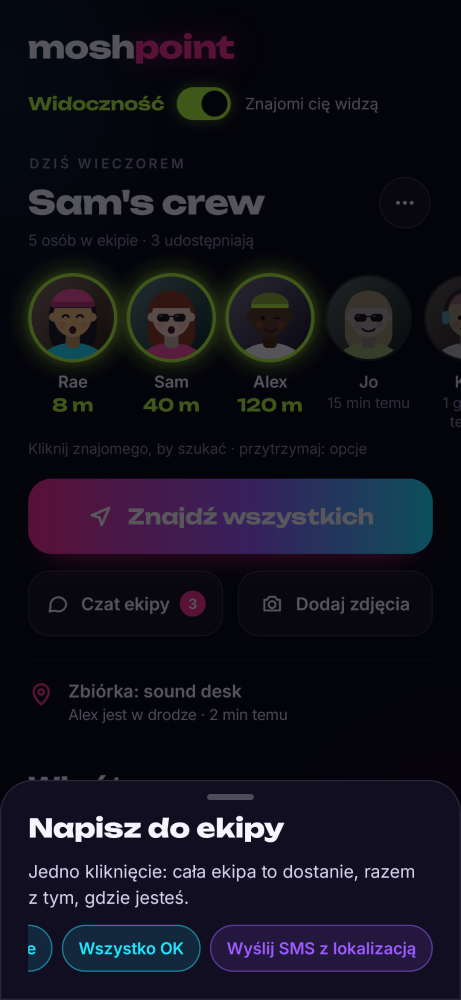 moshpoint
Widoczność Znajomi cię widzą
DZIŚ WIECZOREM
Sam's crew
5 osób w ekipie · 3 udostępniają
Rae Sam Alex Jo
8 m 40 m 120 m 15 min temu
Kliknij znajomego, by szukać · przytrzymaj: opcje
Znajdź wszystkich
Czat ekipy 3 Dodaj zdjęcia
Zbiórka: sound desk
Alex jest w drodze · 2 min temu
Napisz do ekipy
Jedno kliknięcie: cała ekipa to dostanie, razem
z tym, gdzie jesteś.
Wszystko OK Wyślij SMS z lokalizacją